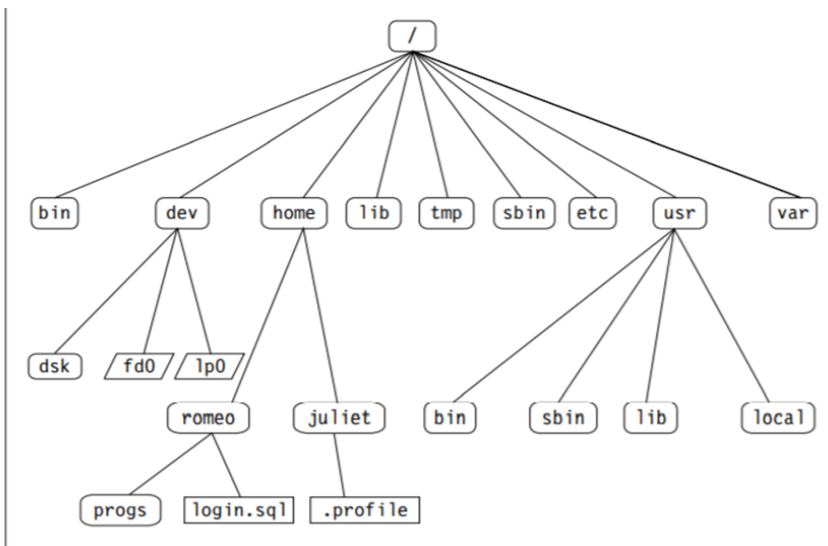 /
bin dev home lib tmp sbin etc usr var
dsk fd0 lp0
romeo juliet bin sbin lib local
progs login.sql .profile